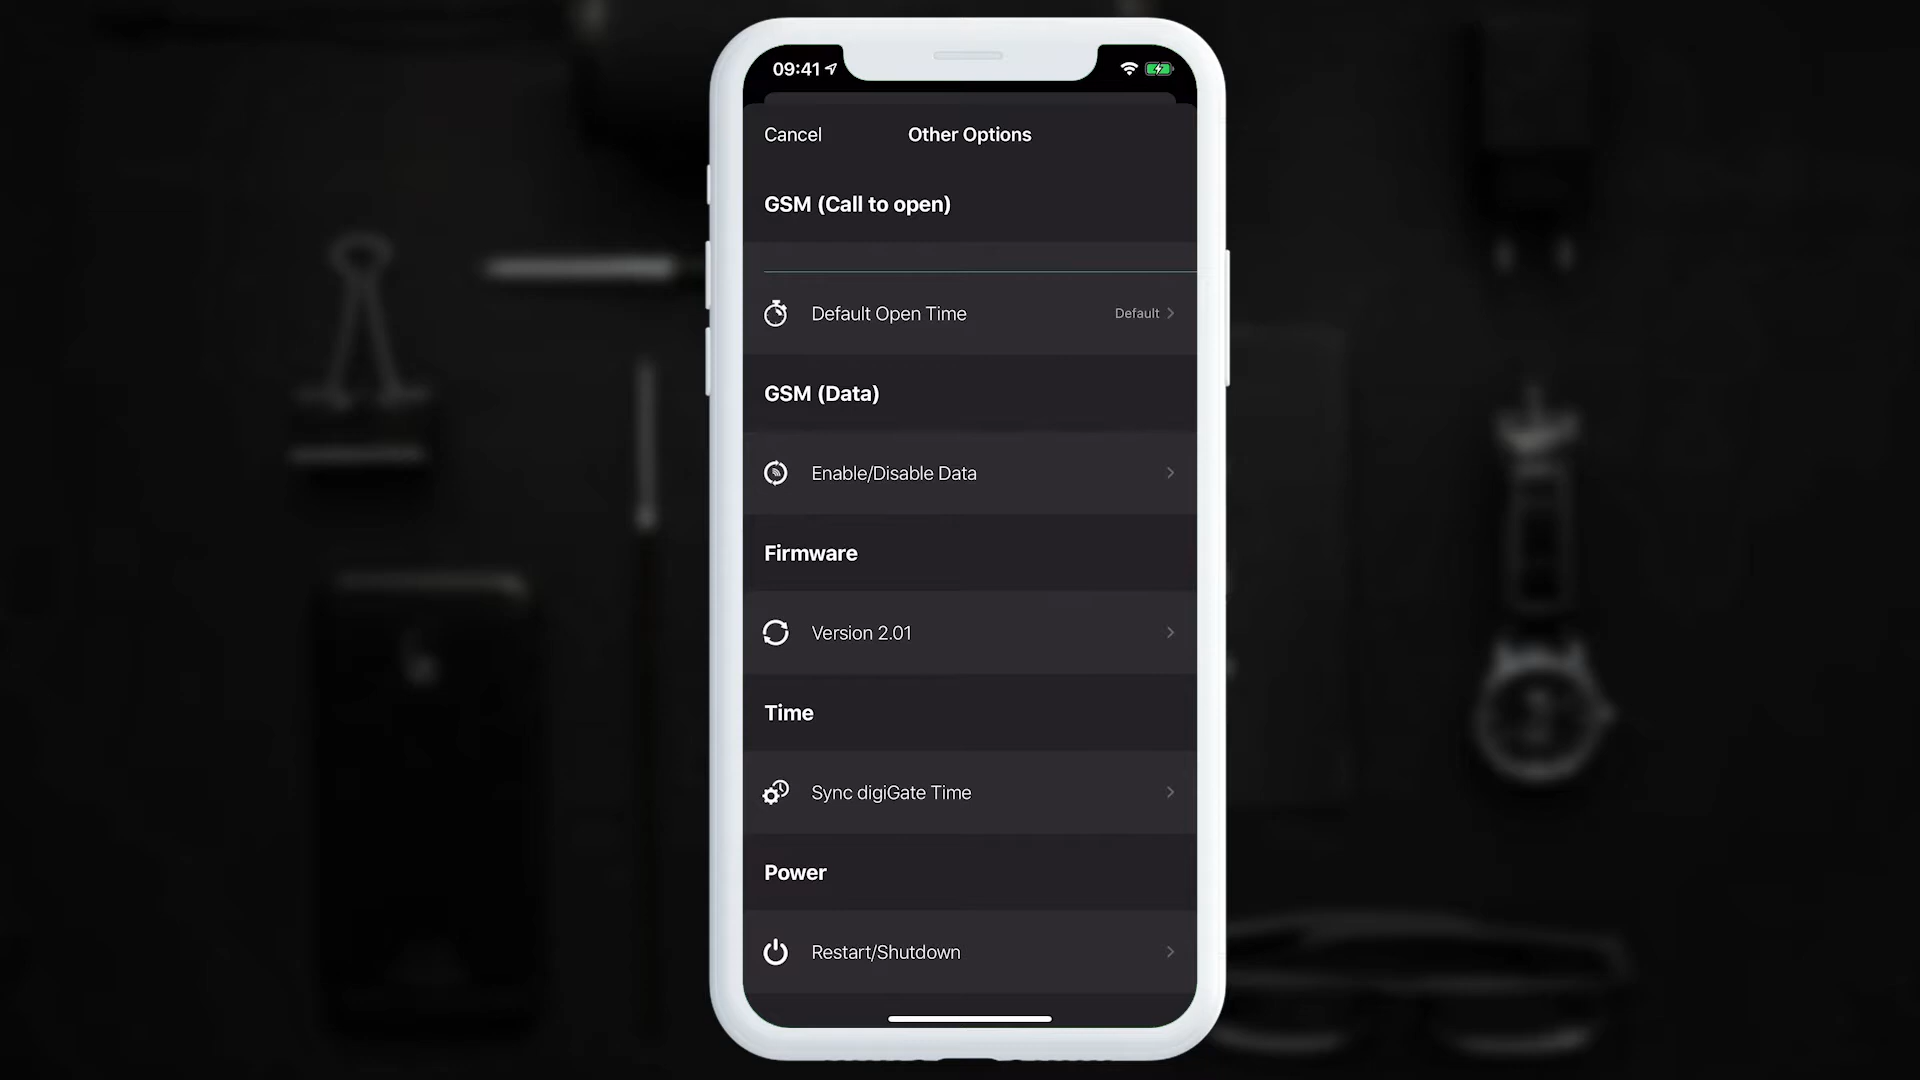 09:41
Cancel
Other Options
GSM (Call to open)
Default Open Time
Default
GSM (Data)
Enable/Disable Data
Firmware
Version 2.01
Time
Sync digiGate Time
Power
Restart/Shutdown